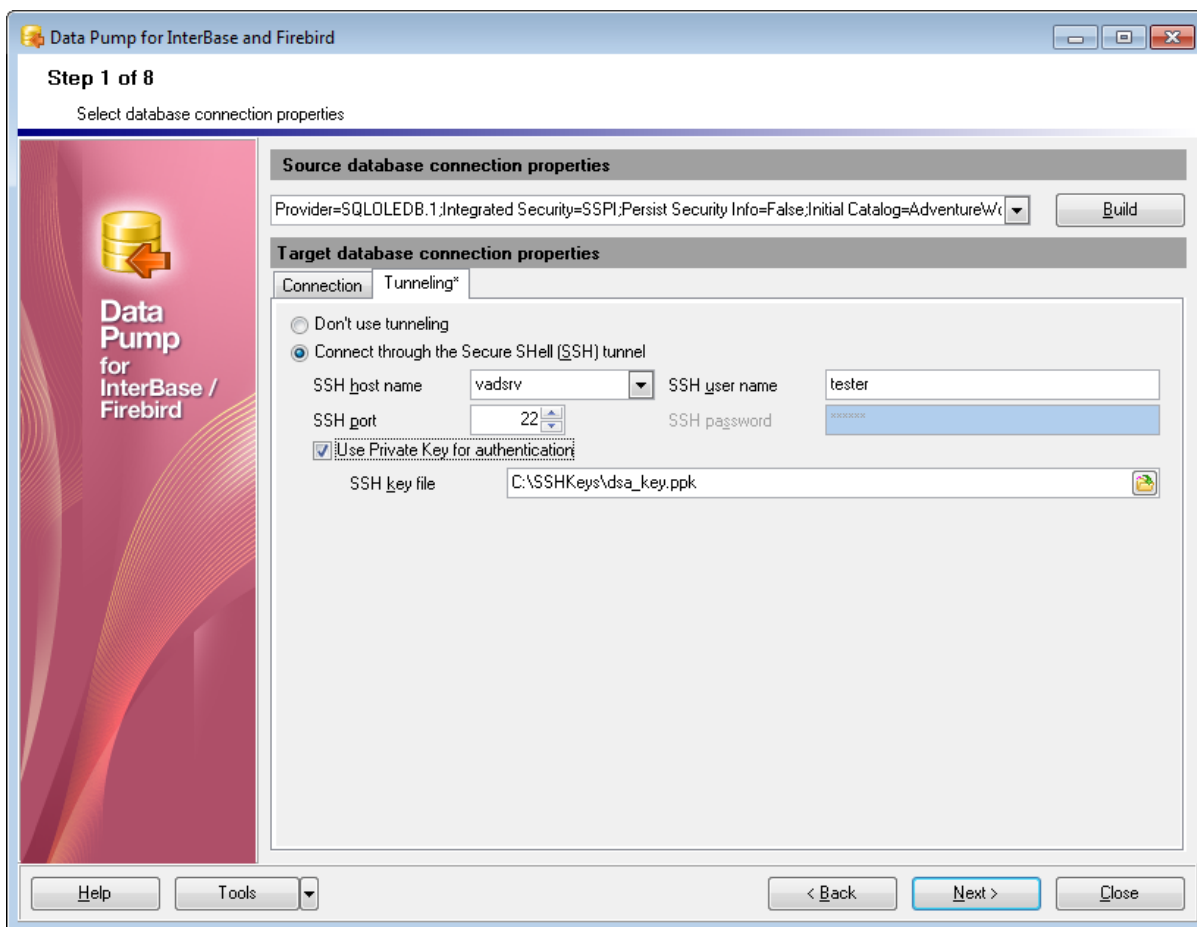 Data Pump for InterBase and Firebird
Step 1 of 8
Select database connection properties
Data
Pump
for
InterBase /
Firebird
Source database connection properties
Provider=SQLOLEDB.1;Integrated Security=SSPI;Persist Security Info=False;Initial Catalog=AdventureWo
Build
Target database connection properties
Connection Tunneling*
Don't use tunneling
Connect through the Secure SHell (SSH) tunnel
SSH host name vadsrv SSH user name tester
SSH port 22 SSH password ××××××
Use Private Key for authentication
SSH key file C:\SSHKeys\dsa_key.ppk
Help Tools < Back Next > Close